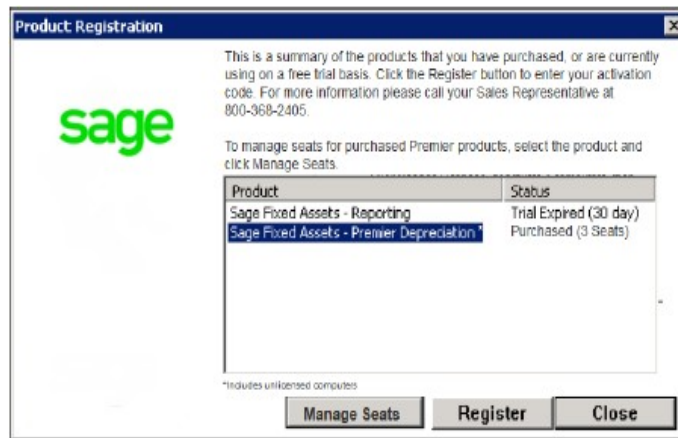 Product Registration
This is a summary of the products that you have purchased, or are currently
using on a free trial basis. Click the Register button to enter your activation
code. For more information please call your Sales Representative at
800-368-2405.
sage
To manage seats for purchased Premier products, select the product and
click Manage Seats.
Product Status
Sage Fixed Assets - Reporting Trial Expired (30 day)
Sage Fixed Assets - Premier Depreciation * Purchased (3 Seats)
*Includes unlicensed computers
Manage Seats Register Close